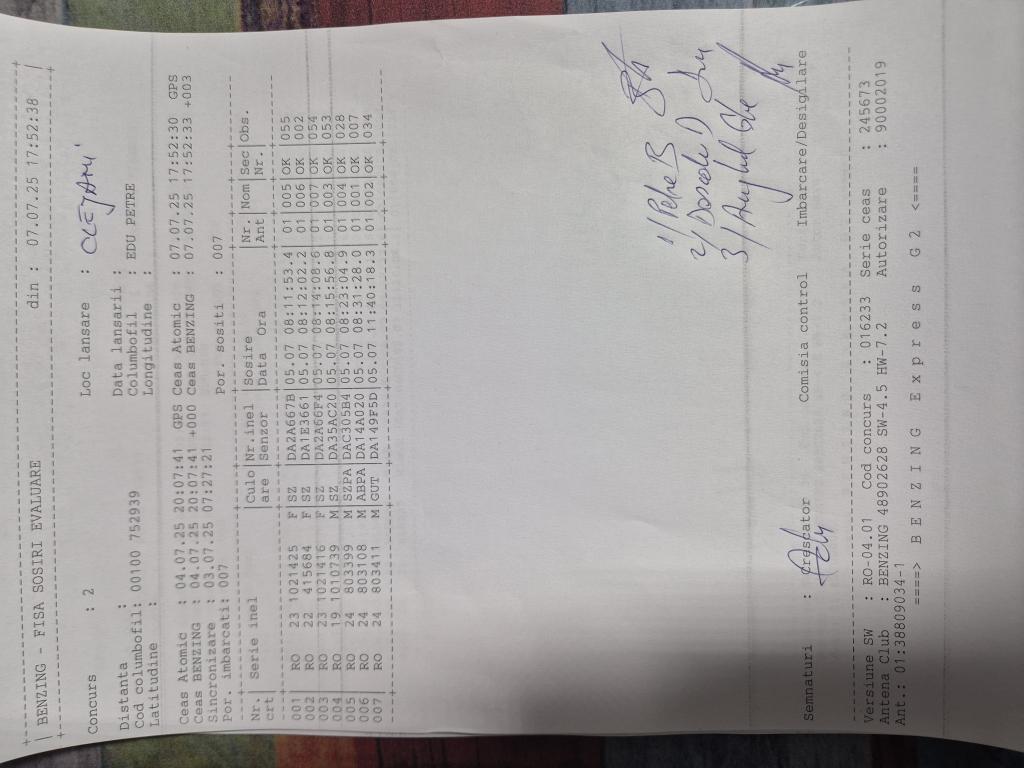 +------------------------------------------------------------------------+
| BENZING - FISA SOSIRI EVALUARE din : 07.07.25 17:52:38 |
+------------------------------------------------------------------------+
Concurs : 2 Loc lansare : CLEJANI
Distanta : Data lansarii :
Cod columbofil: 00100 752939 Columbofil : EDU PETRE
Latitudine : Longitudine :
Ceas Atomic : 04.07.25 20:07:41 GPS Ceas Atomic : 07.07.25 17:52:30 GPS
Ceas BENZING : 04.07.25 20:07:41 +000 Ceas BENZING : 07.07.25 17:52:33 +003
Sincronizare : 03.07.25 07:27:21
Por. imbarcati: 007 Por. sositi : 007
Nr.| Serie inel |Culo|Nr.inel |Sosire |Nr |Nom |Sec|Obs.
crt |are |Senzor |Data Ora |Ant| |Nr.|
001 | RO 23 1021425 F |SZ |DA2A667B|05.07 08:11:53.4| 01|005|OK |055
002 | RO 22 415684 F |SZ |DA1E3661|05.07 08:12:02.2| 01|006|OK |002
003 | RO 23 1021416 F |SZ |DA2A66F4|05.07 08:14:08.6| 01|007|OK |054
004 | RO 19 1010739 M |SZ |DA35AC20|05.07 08:15:56.8| 01|003|OK |053
005 | RO 24 803399 M |SZPA|DAC305B4|05.07 08:23:04.9| 01|004|OK |028
006 | RO 24 803108 M |ABPA|DA14A020|05.07 08:31:28.0| 01|001|OK |007
007 | RO 24 803411 M |GUT |DA149F5D|05.07 11:40:18.3| 01|002|OK |034
1/ Petre B
2/ D
3/
Semnaturi : Crescator Comisia control Imbarcare/Desigilare
Versiune SW : RO-04.01 Cod concurs : 016233 Serie ceas : 245673
Antena Club : BENZING 48902628 SW-4.5 HW-7.2 Autorizare : 90002019
Ant.: 01:38809034-1
====> B E N Z I N G E x p r e s s G 2 <====